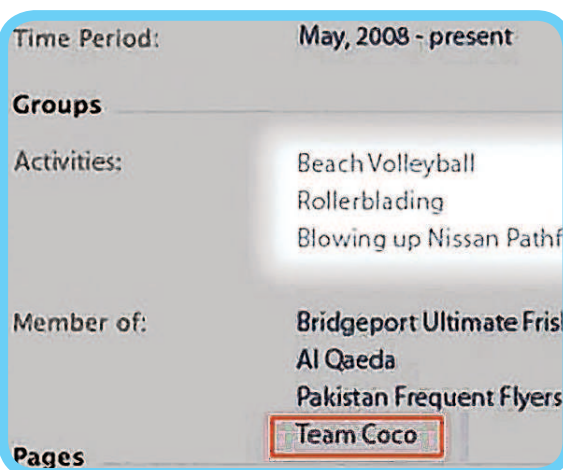 Time Period: May, 2008 - present
Groups
Activities: Beach Volleyball
Rollerblading
Blowing up Nissan Pathf
Member of: Bridgeport Ultimate Fris
Al Qaeda
Pakistan Frequent Flyers
Team Coco
Pages